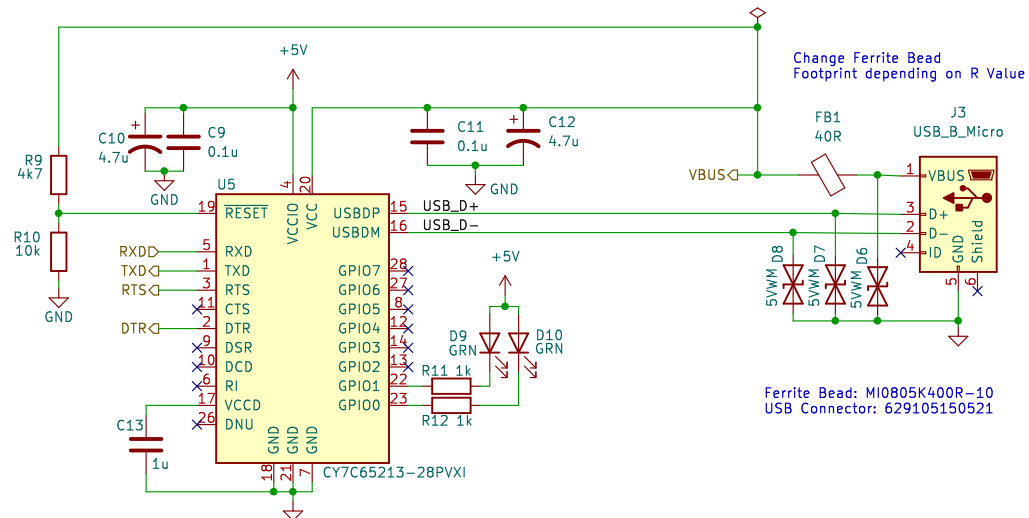 +5V
Change Ferrite Bead
Footprint depending on R Value
C10
4.7u
C9
0.1u
GND
C11
0.1u
C12
4.7u
GND
FB1
40R
J3
USB_B_Micro
R9
4k7
R10
10k
GND
U5
4
20
VCCIO
VCC
19
RESET
5
RXD
1
TXD
3
RTS
11
CTS
2
DTR
9
DSR
10
DCD
6
RI
17
VCCD
26
DNU
RXD
TXD
RTS
DTR
USBDP
15
USB_D+
USBDM
16
USB_D-
GPIO7
28
GPIO6
27
GPIO5
8
GPIO4
12
GPIO3
14
GPIO2
13
GPIO1
22
GPIO0
23
GND
GND
GND
18
21
7
CY7C65213-28PVXI
C13
1u
+5V
D9
GRN
D10
GRN
R11 1k
R12 1k
VBUS
1
VBUS
3
D+
2
D-
4
ID
GND
Shield
5
6
D8
5VWM
D7
5VWM
D6
5VWM
Ferrite Bead: MI0805K400R-10
USB Connector: 629105150521